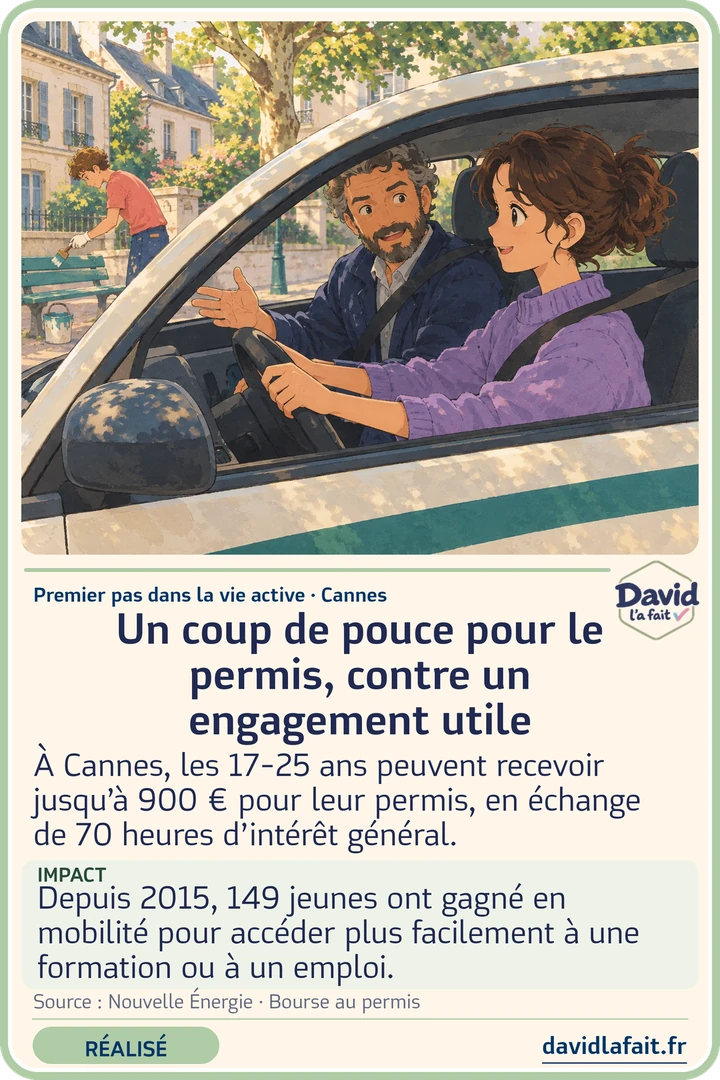 Premier pas dans la vie active · Cannes
David
l'a fait
Un coup de pouce pour le
permis, contre un
engagement utile
À Cannes, les 17-25 ans peuvent recevoir
jusqu'à 900 € pour leur permis, en échange
de 70 heures d'intérêt général.
IMPACT
Depuis 2015, 149 jeunes ont gagné en
mobilité pour accéder plus facilement à une
formation ou à un emploi.
Source : Nouvelle Énergie · Bourse au permis
RÉALISÉ
davidlafait.fr